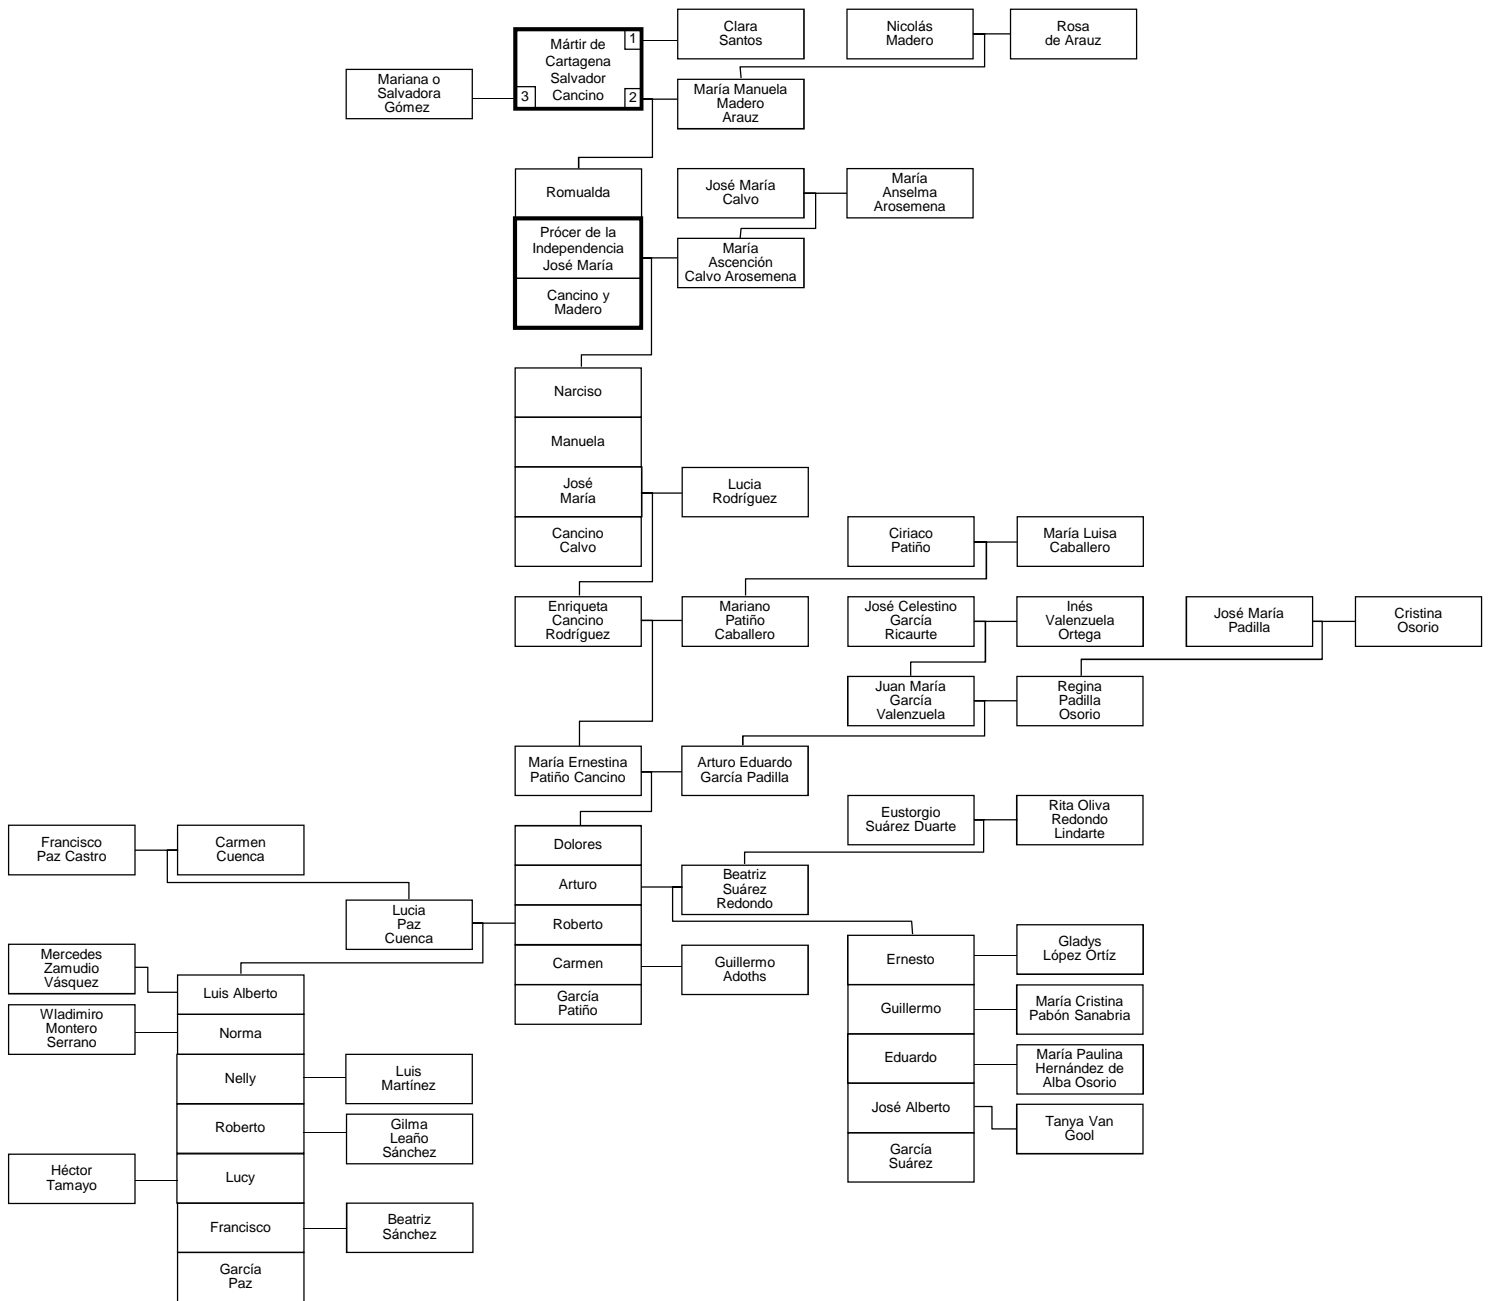 Clara
Santos
Nicolás
Madero
Rosa
de Arauz
1
Mártir de
Cartagena
Salvador
Cancino
3
2
Mariana o
Salvadora
Gómez
María Manuela
Madero
Arauz
Romualda
José María
Calvo
María
Anselma
Arosemena
Prócer de la
Independencia
José María
Cancino y
Madero
María
Ascención
Calvo Arosemena
Narciso
Manuela
José
María
Cancino
Calvo
Lucia
Rodríguez
Ciriaco
Patiño
María Luisa
Caballero
Enriqueta
Cancino
Rodríguez
Mariano
Patiño
Caballero
José Celestino
García
Ricaurte
Inés
Valenzuela
Ortega
José María
Padilla
Cristina
Osorio
Juan María
García
Valenzuela
Regina
Padilla
Osorio
María Ernestina
Patiño Cancino
Arturo Eduardo
García Padilla
Eustorgio
Suárez Duarte
Rita Oliva
Redondo
Lindarte
Francisco
Paz Castro
Carmen
Cuenca
Dolores
Arturo
Roberto
Carmen
García
Patiño
Beatriz
Suárez
Redondo
Lucia
Paz
Cuenca
Guillermo
Adoths
Ernesto
Guillermo
Eduardo
José Alberto
García
Suárez
Gladys
López Ortíz
María Cristina
Pabón Sanabria
María Paulina
Hernández de
Alba Osorio
Tanya Van
Gool
Mercedes
Zamudio
Vásquez
Wladimiro
Montero
Serrano
Luis Alberto
Norma
Nelly
Roberto
Lucy
Francisco
García
Paz
Luis
Martínez
Gilma
Leaño
Sánchez
Héctor
Tamayo
Beatriz
Sánchez